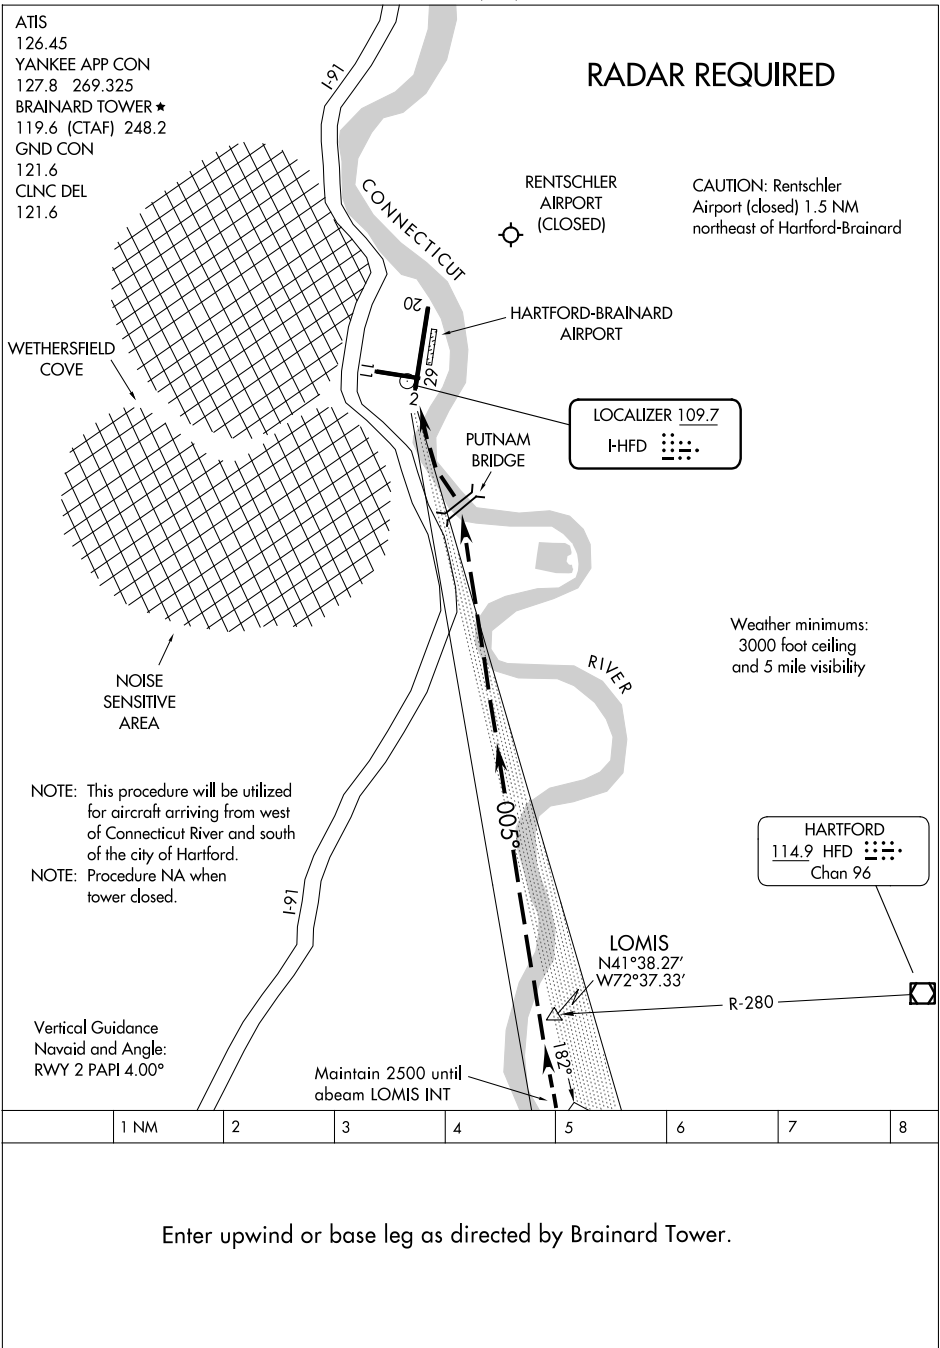 ATIS
126.45
YANKEE APP CON
127.8 269.325
BRAINARD TOWER ★
119.6 (CTAF) 248.2
GND CON
121.6
CLNC DEL
121.6
RADAR REQUIRED
I-91
CONNECTICUT
RENTSCHLER
AIRPORT
(CLOSED)
CAUTION: Rentschler
Airport (closed) 1.5 NM
northeast of Hartford-Brainard
20
HARTFORD-BRAINARD
AIRPORT
WETHERSFIELD
COVE
11
29
2
LOCALIZER 109.7
I-HFD
PUTNAM
BRIDGE
Weather minimums:
3000 foot ceiling
and 5 mile visibility
RIVER
NOISE
SENSITIVE
AREA
NOTE: This procedure will be utilized
for aircraft arriving from west
of Connecticut River and south
of the city of Hartford.
NOTE: Procedure NA when
tower closed.
005°
HARTFORD
114.9 HFD
Chan 96
I-91
LOMIS
N41°38.27'
W72°37.33'
R-280
Vertical Guidance
Navaid and Angle:
RWY 2 PAPI 4.00°
182°
Maintain 2500 until
abeam LOMIS INT
1 NM 2 3 4 5 6 7 8
Enter upwind or base leg as directed by Brainard Tower.